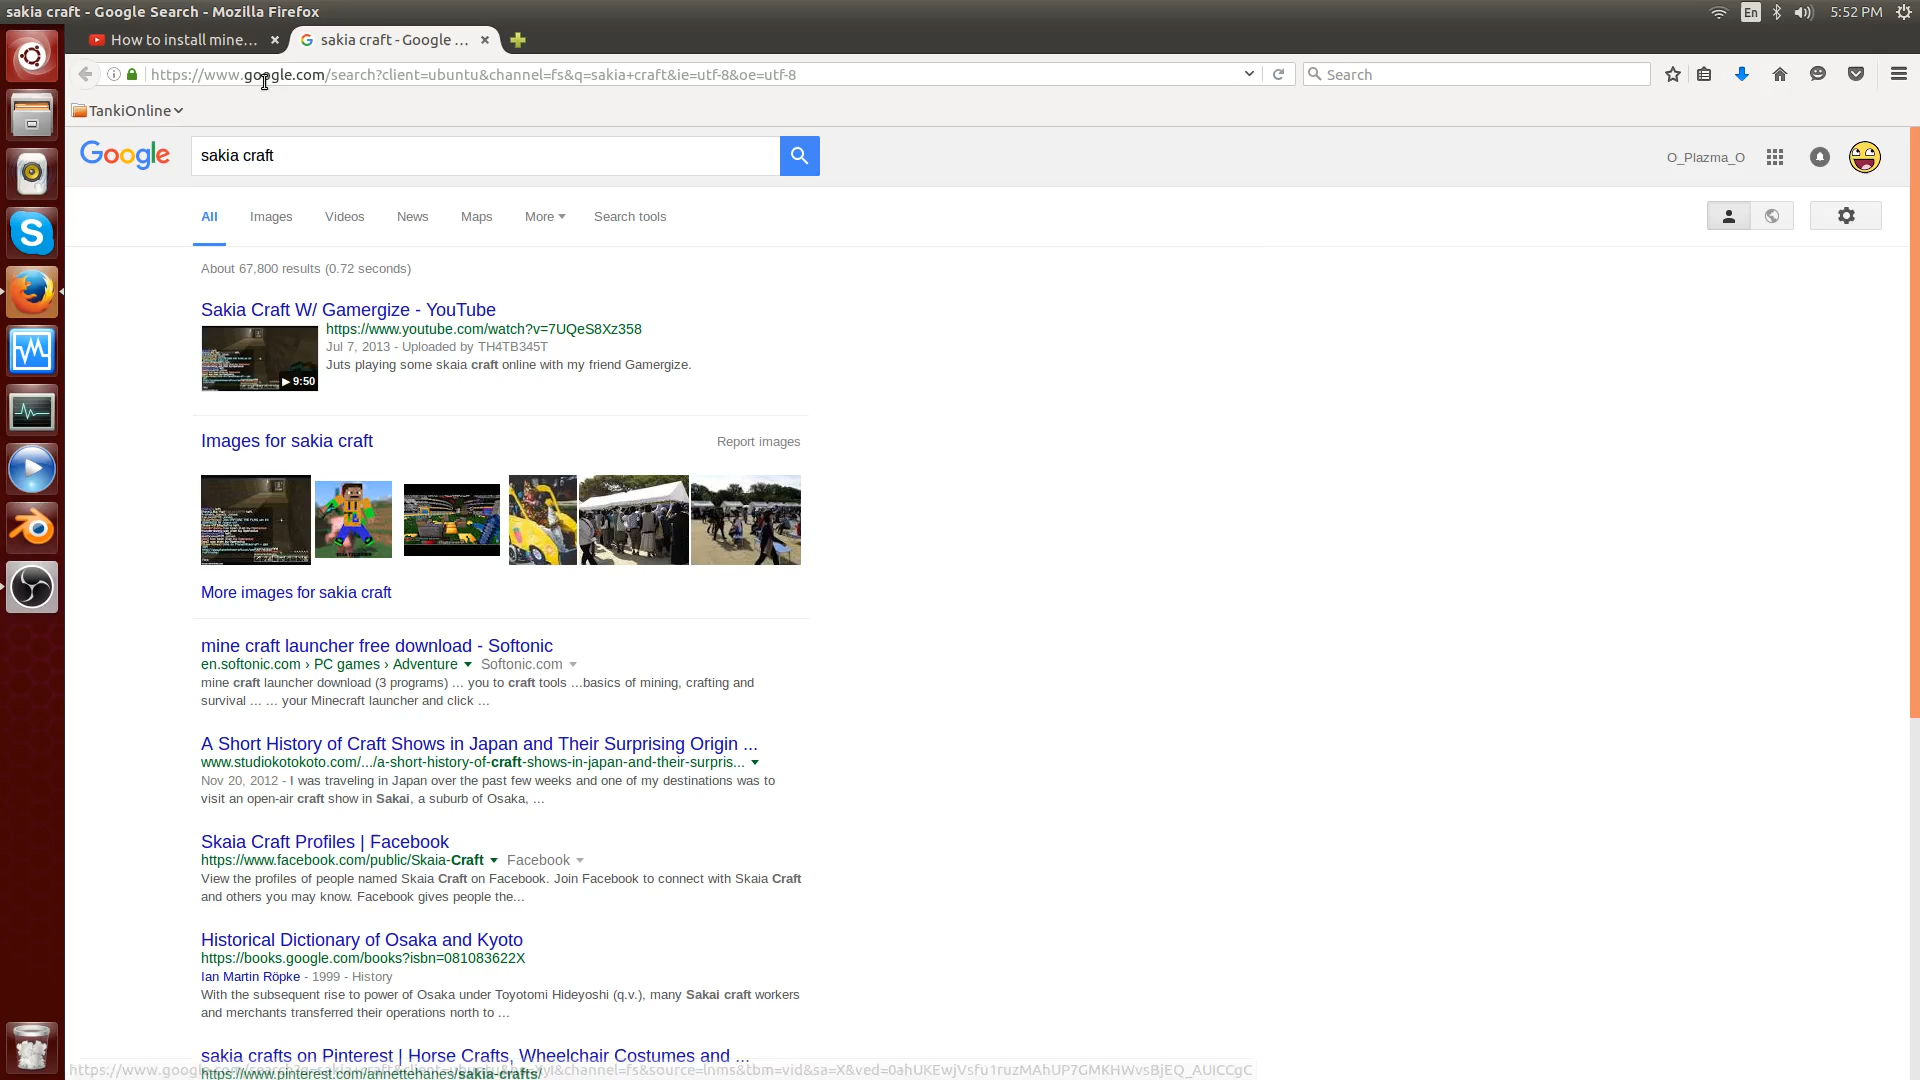 sakia craft - Google Search - Mozilla Firefox
En
5:52 PM
How to install mine...
sakia craft - Google ...
https://www.google.com/search?client=ubuntu&channel=fs&q=sakia+craft&ie=utf-8&oe=utf-8
Search
TankiOnline
Google
sakia craft
O_Plazma_O
All
Images
Videos
News
Maps
More
Search tools
About 67,800 results (0.72 seconds)
Sakia Craft W/ Gamergize - YouTube
https://www.youtube.com/watch?v=7UQeS8Xz358
Jul 7, 2013 - Uploaded by TH4TB345T
Juts playing some skaia craft online with my friend Gamergize.
9:50
Images for sakia craft
Report images
More images for sakia craft
mine craft launcher free download - Softonic
en.softonic.com › PC games › Adventure
Softonic.com
mine craft launcher download (3 programs) ... you to craft tools ...basics of mining, crafting and
survival ... ... your Minecraft launcher and click ...
A Short History of Craft Shows in Japan and Their Surprising Origin ...
www.studiokotokoto.com/.../a-short-history-of-craft-shows-in-japan-and-their-surpris...
Nov 20, 2012 - I was traveling in Japan over the past few weeks and one of my destinations was to
visit an open-air craft show in Sakai, a suburb of Osaka, ...
Skaia Craft Profiles | Facebook
https://www.facebook.com/public/Skaia-Craft
Facebook
View the profiles of people named Skaia Craft on Facebook. Join Facebook to connect with Skaia Craft
and others you may know. Facebook gives people the...
Historical Dictionary of Osaka and Kyoto
https://books.google.com/books?isbn=081083622X
Ian Martin Röpke - 1999 - History
With the subsequent rise to power of Osaka under Toyotomi Hideyoshi (q.v.), many Sakai craft workers
and merchants transferred their operations north to ...
sakia crafts on Pinterest | Horse Crafts, Wheelchair Costumes and ...
https://www.pinterest.com/annettehanes/sakia-crafts/